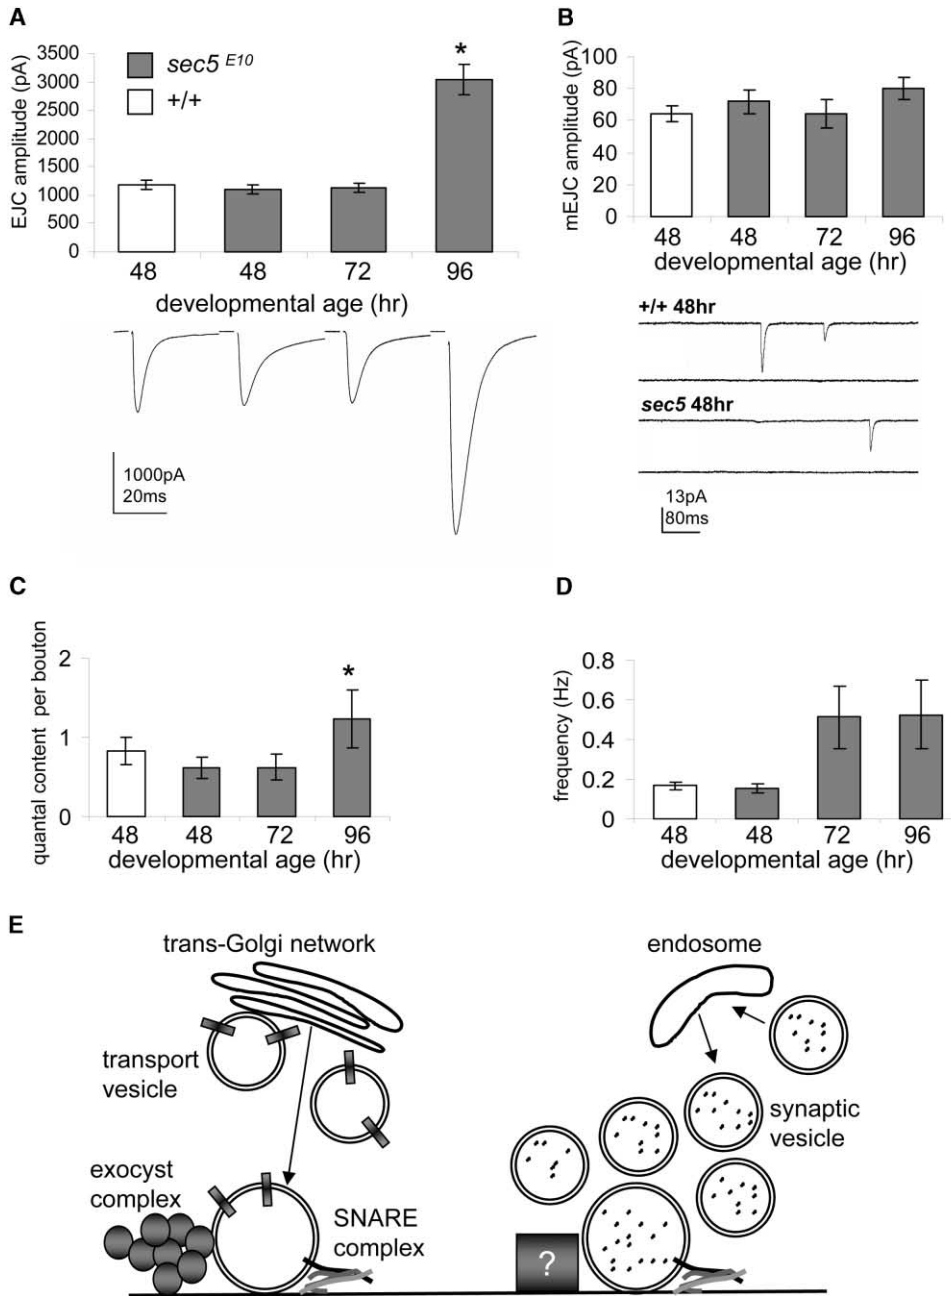 A
EJC amplitude (pA)
3500
3000
2500
2000
1500
1000
500
0
sec5 E10
+/+
*
48 48 72 96
developmental age (hr)
1000pA
20ms
B
mEJC amplitude (pA)
100
80
60
40
20
0
48 48 72 96
developmental age (hr)
+/+ 48hr
sec5 48hr
13pA
80ms
C
quantal content per bouton
2
1
0
*
48 48 72 96
developmental age (hr)
D
frequency (Hz)
0.8
0.6
0.4
0.2
0
48 48 72 96
developmental age (hr)
E
trans-Golgi network
transport
vesicle
exocyst
complex
SNARE
complex
endosome
synaptic
vesicle
?